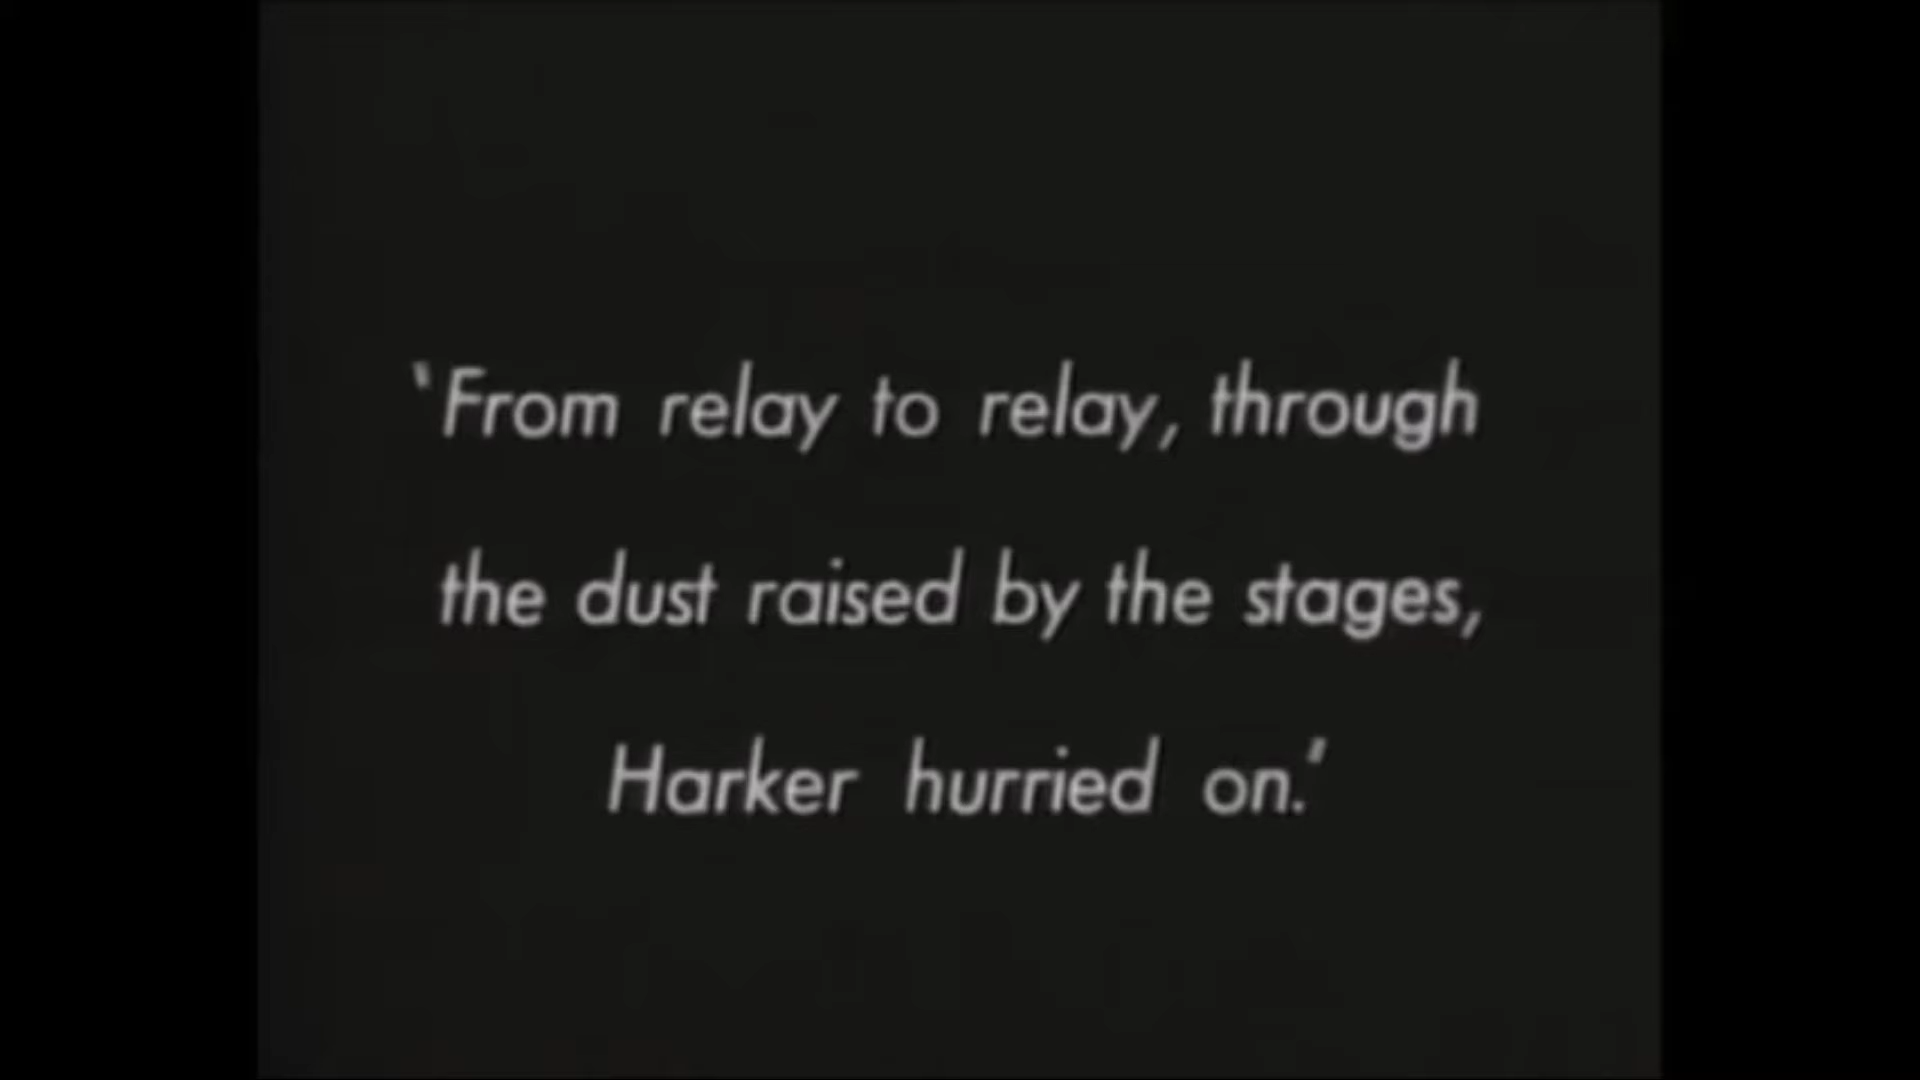 ‘From relay to relay, through
the dust raised by the stages,
Harker hurried on.’